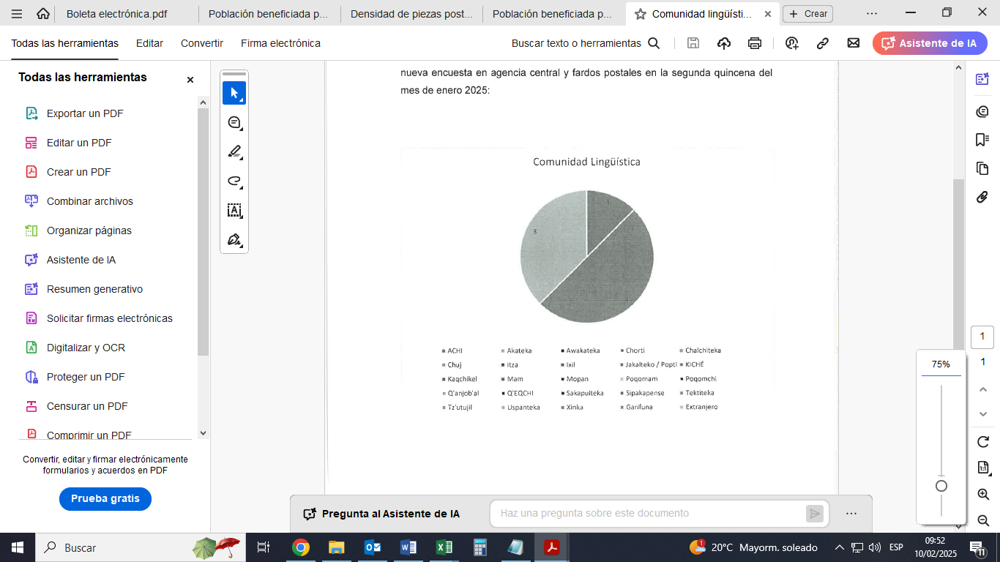 Boleta electrónica.pdf
Población beneficiada p...
Densidad de piezas post...
Población beneficiada p...
Comunidad lingüísti...
Crear
Todas las herramientas
Editar
Convertir
Firma electrónica
Buscar texto o herramientas
Asistente de IA
Todas las herramientas
Exportar un PDF
Editar un PDF
Crear un PDF
Combinar archivos
Organizar páginas
Asistente de IA
Resumen generativo
Solicitar firmas electrónicas
Digitalizar y OCR
Proteger un PDF
Censurar un PDF
Comprimir un PDF
Convertir, editar y firmar electrónicamente
formularios y acuerdos en PDF
Prueba gratis
nueva encuesta en agencia central y fardos postales en la segunda quincena del
mes de enero 2025:
Comunidad Lingüística
1
3
4
ACHI Akateka Awakateka Chorti Chalchiteka
Chuj Itza Ixil Jakalteko / Popti KICHÉ
Kaqchikel Mam Mopan Poqomam Poqomchi
Q'anjob'al Q'EQCHI Sakapulteka Sipakapense Tektiteka
Tz'utujil Uspanteka Xinka Garífuna Extranjero
1
1
75%
1:1
Pregunta al Asistente de IA
Haz una pregunta sobre este documento
Buscar
1
20°C Mayorm. soleado
ESP
09:52
10/02/2025
11